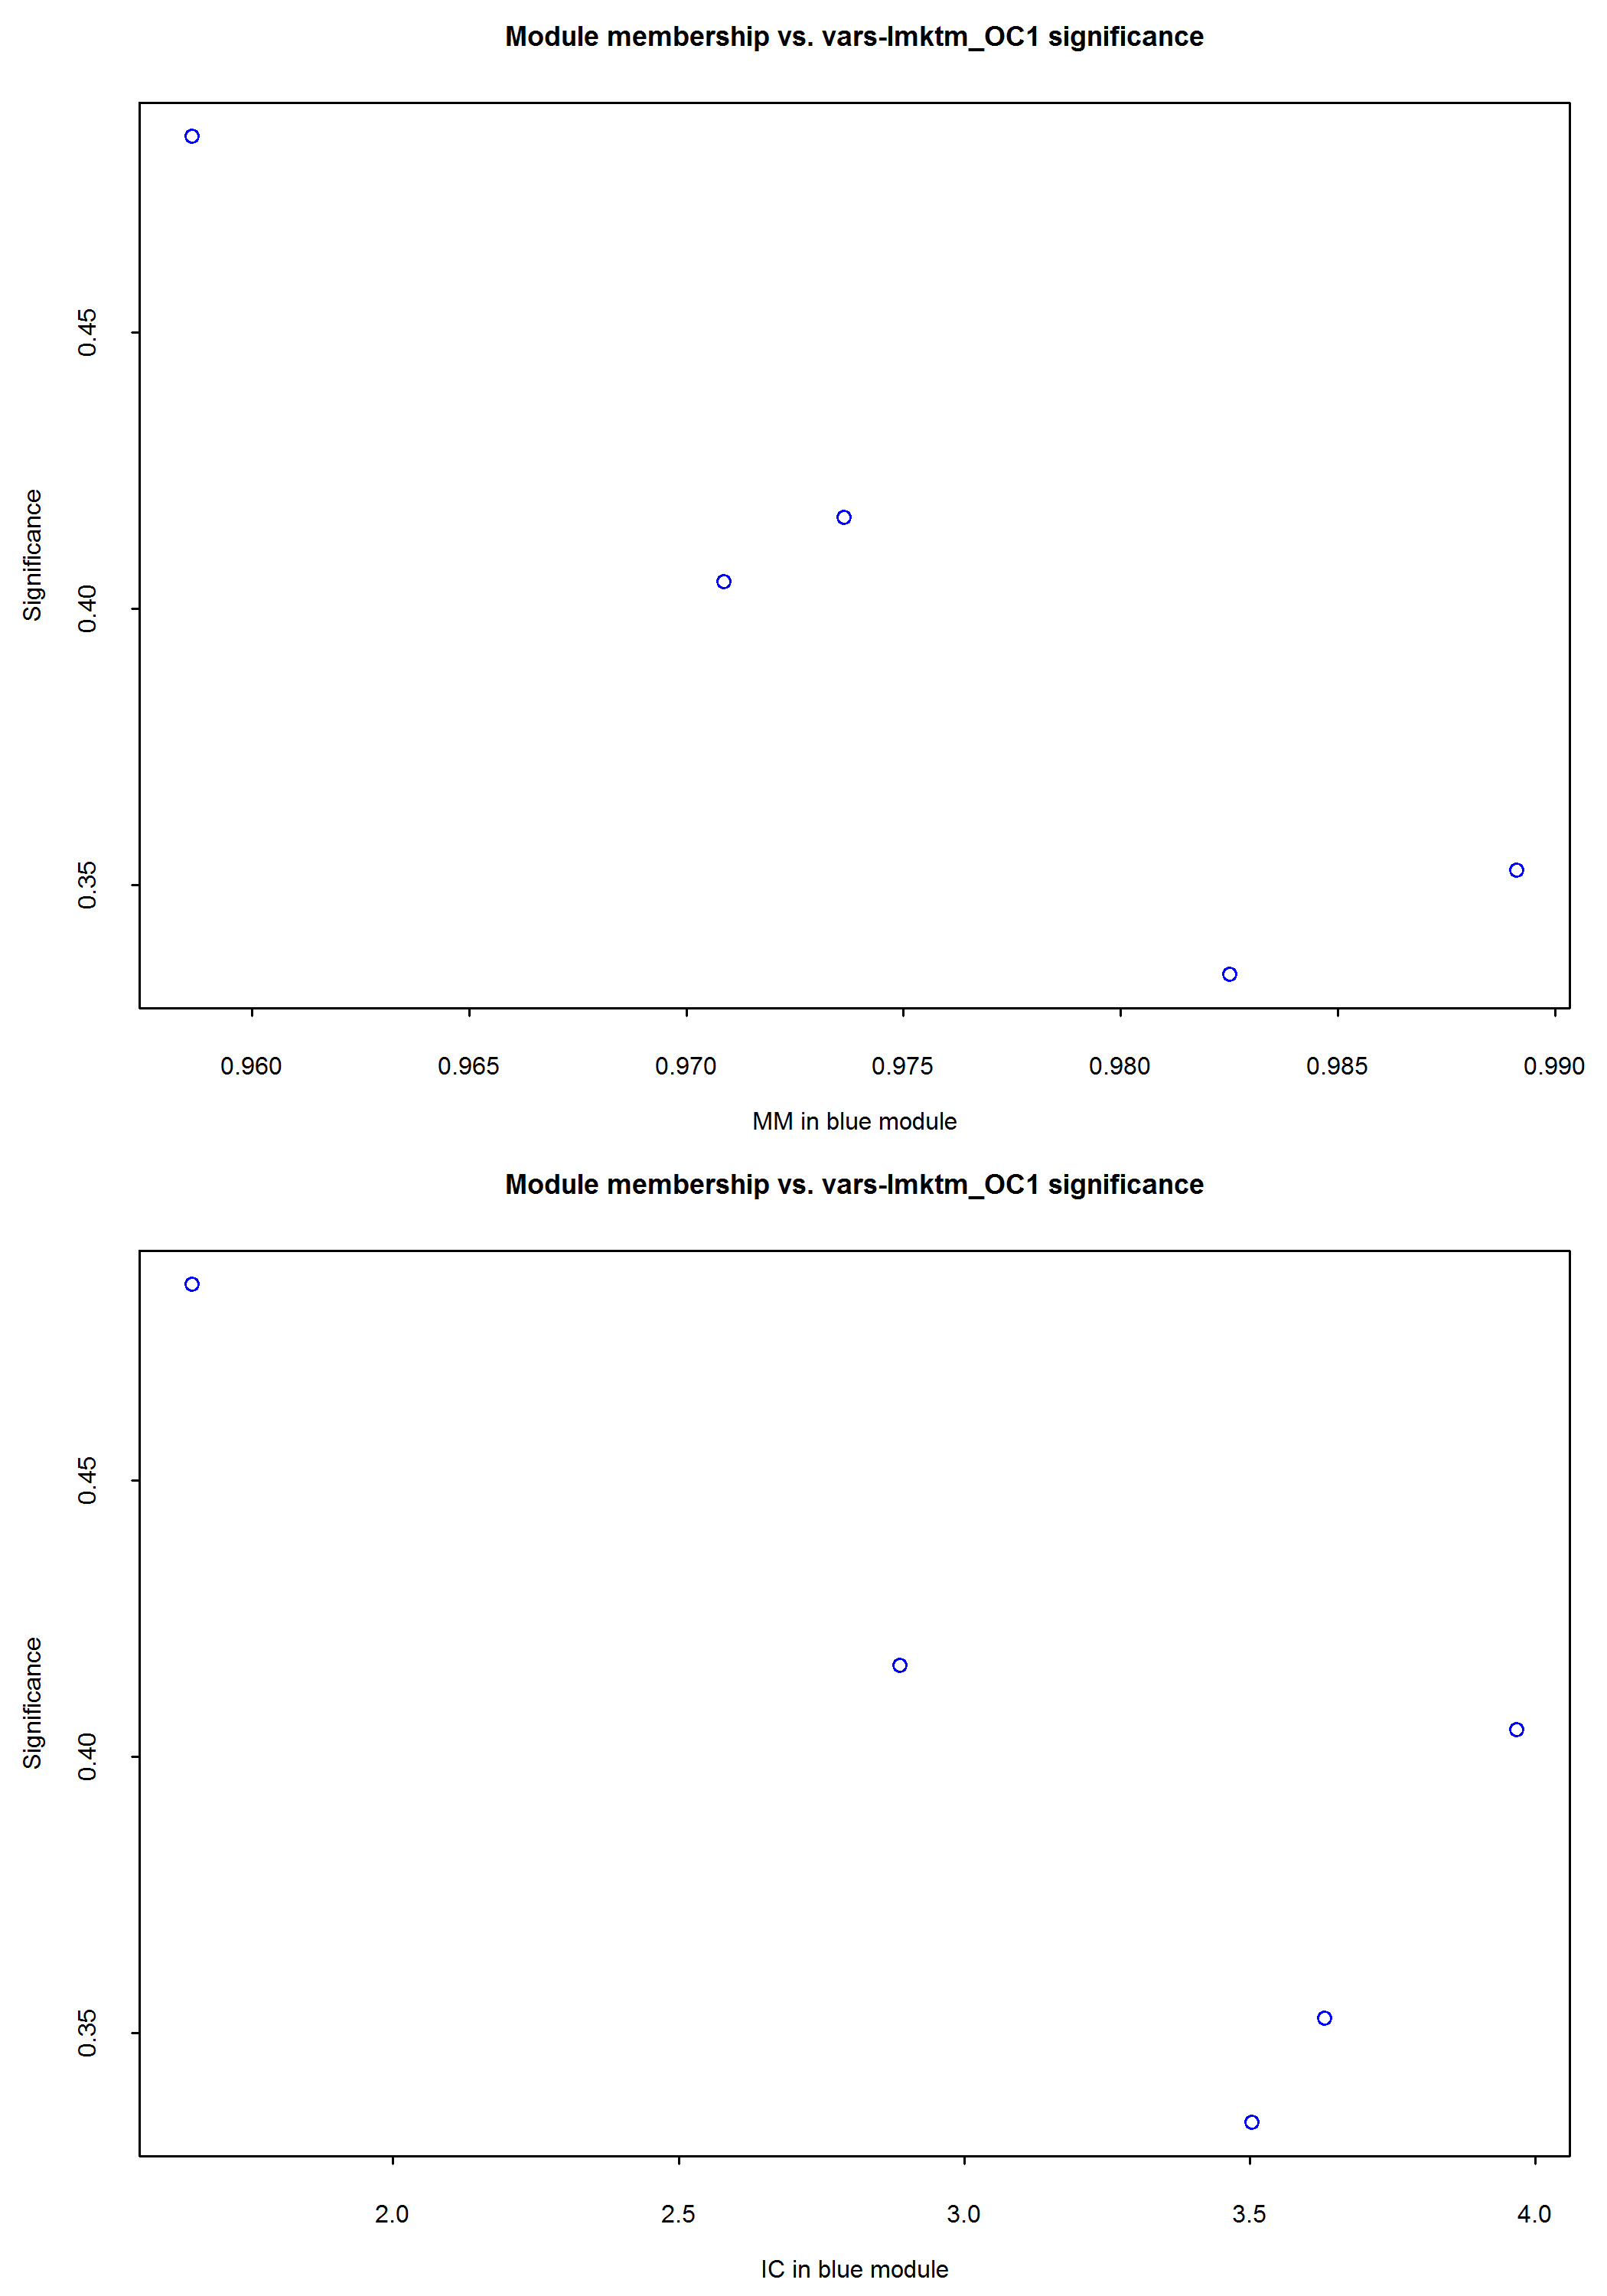 Module membership vs. vars-lmktm_OC1 significance
Significance
0.45
0.40
0.35
0.960 0.965 0.970 0.975 0.980 0.985 0.990
MM in blue module
Module membership vs. vars-lmktm_OC1 significance
Significance
0.45
0.40
0.35
2.0 2.5 3.0 3.5 4.0
IC in blue module